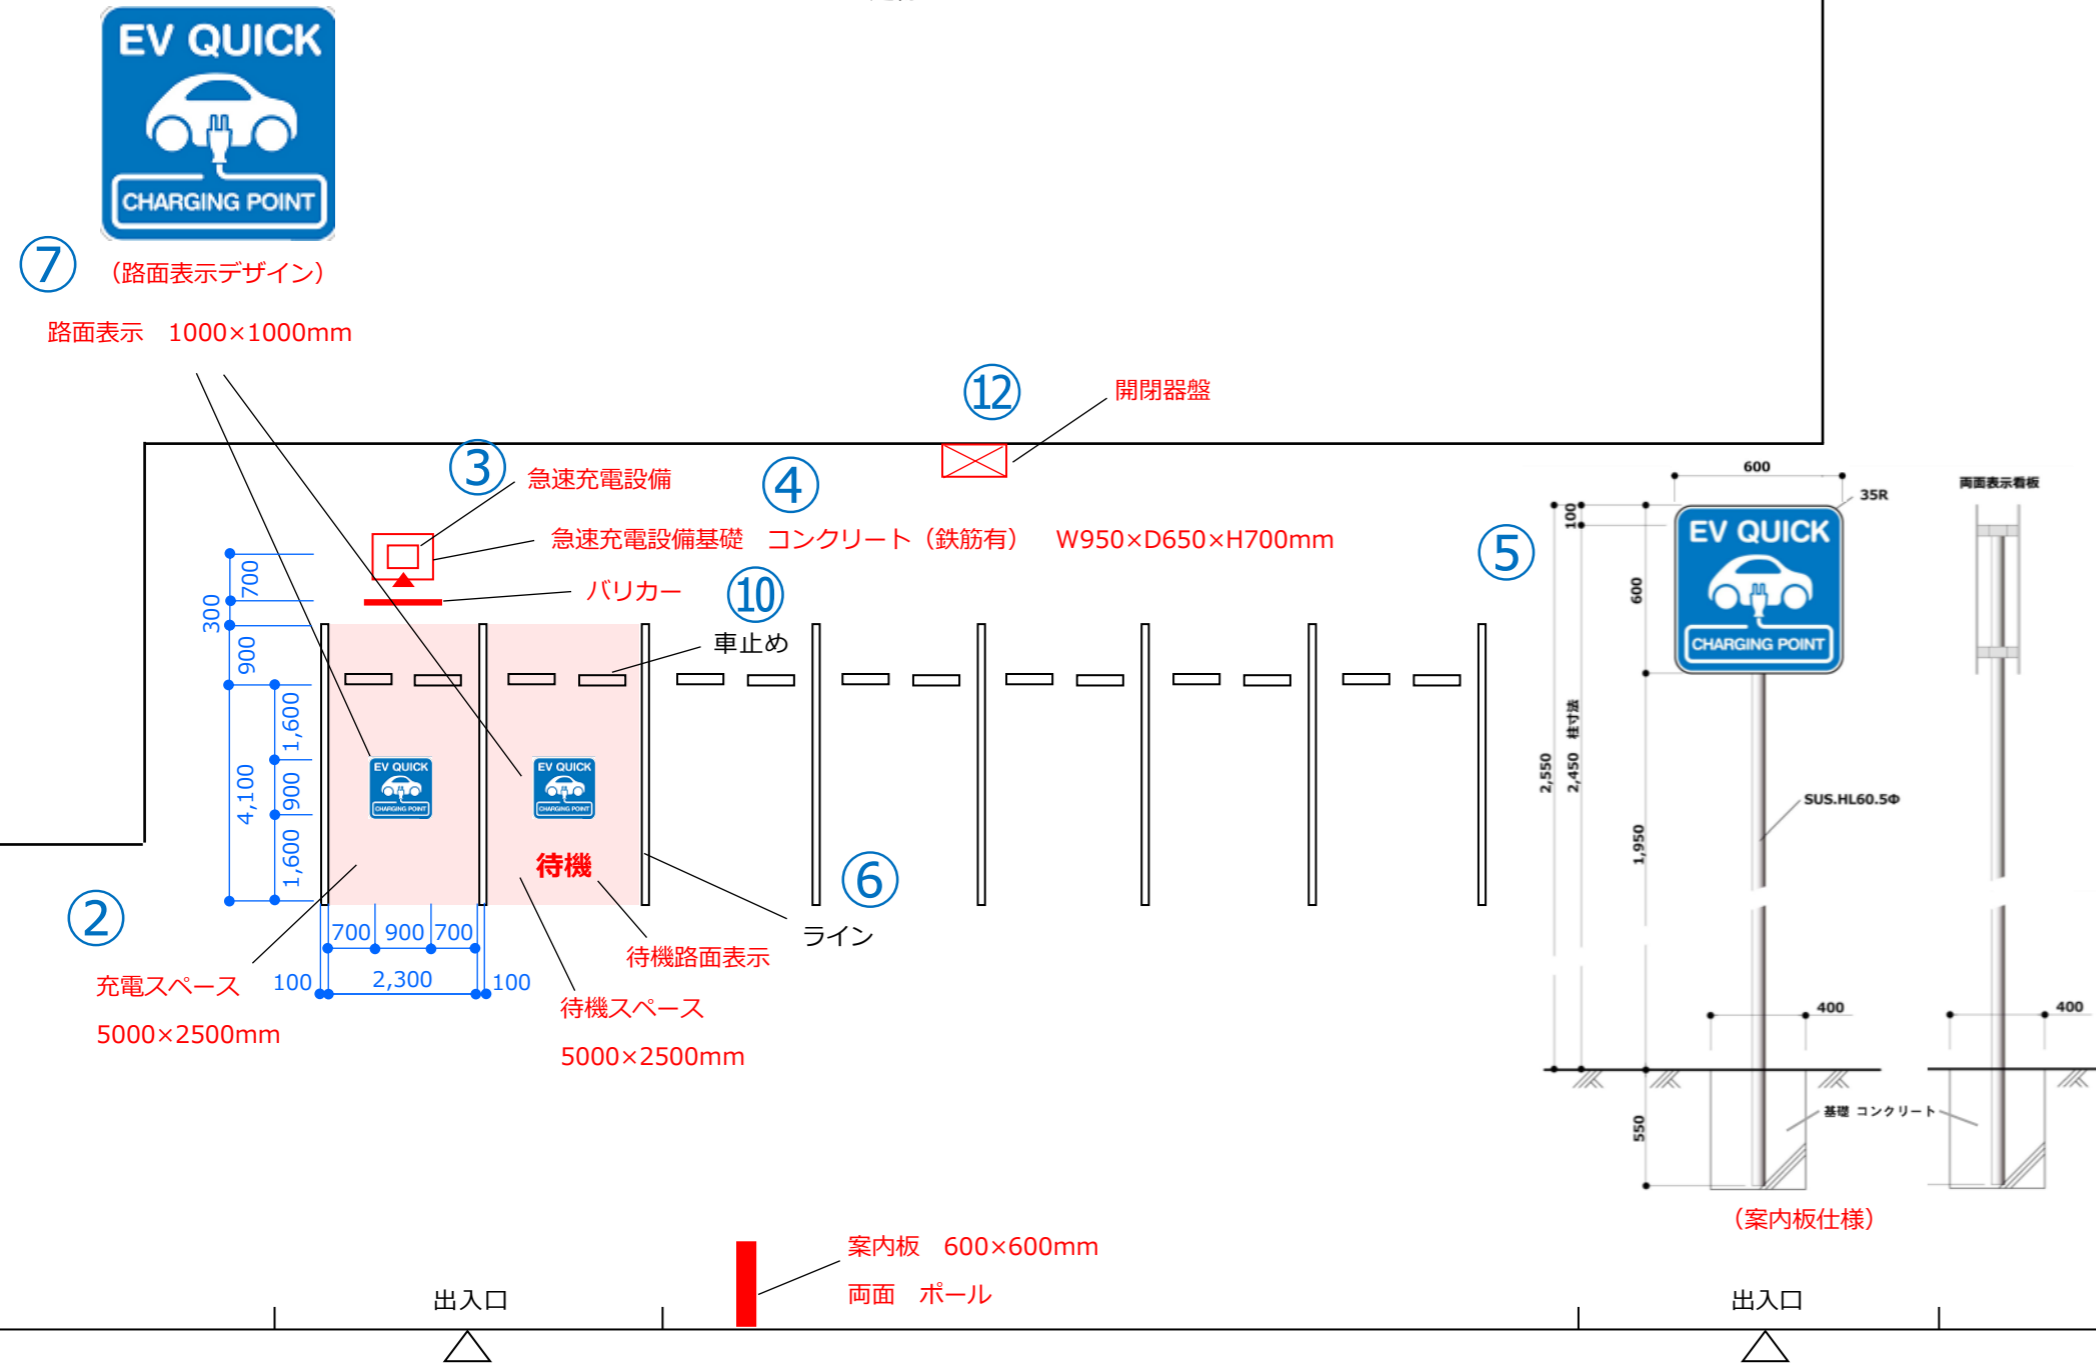 EV QUICK
CHARGING POINT
⑦
（路面表示デザイン）
路面表示　1000×1000mm
⑫
開閉器盤
③
急速充電設備
④
急速充電設備基礎　コンクリート（鉄筋有）　W950×D650×H700mm
バリカー
⑩
車止め
700
300
900
1,600
4,100
900
1,600
EV QUICK
CHARGING POINT
EV QUICK
CHARGING POINT
待機
②
⑥
ライン
700
900
700
100
2,300
100
充電スペース
5000×2500mm
待機路面表示
待機スペース
5000×2500mm
⑤
600
35R
両面表示看板
100
EV QUICK
CHARGING POINT
600
2,550
2,450 柱寸法
SUS.HL60.5Φ
1,950
400
400
基礎 コンクリート
550
（案内板仕様）
案内板　600×600mm
両面　ポール
出入口
出入口